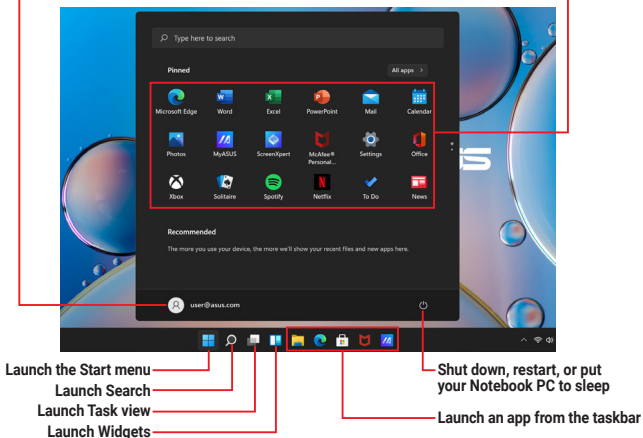 Type here to search
Pinned
All apps >
Microsoft Edge
Word
Excel
PowerPoint
Mail
Calendar
Photos
MyASUS
ScreenXpert
McAfee®
Personal...
Settings
Office
Xbox
Solitaire
Spotify
Netflix
To Do
News
Recommended
The more you use your device, the more we'll show your recent files and new apps here.
user@asus.com
Launch the Start menu
Launch Search
Launch Task view
Launch Widgets
Shut down, restart, or put
your Notebook PC to sleep
Launch an app from the taskbar